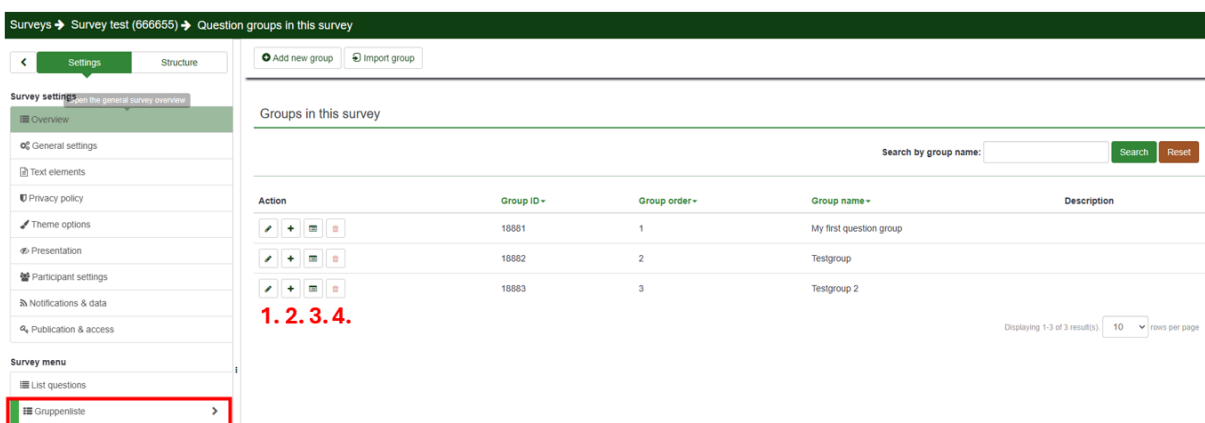 Surveys → Survey test (666655) → Question groups in this survey
Settings Structure
Add new group Import group
Survey settings
Open the general survey overview
Overview
General settings
Text elements
Privacy policy
Theme options
Presentation
Participant settings
Notifications & data
Publication & access
Survey menu
List questions
Gruppenliste
Groups in this survey
Search by group name: Search Reset
Action Group ID Group order Group name Description
18881 1 My first question group
18882 2 Testgroup
18883 3 Testgroup 2
1. 2. 3. 4.
Displaying 1-3 of 3 result(s). 10 rows per page